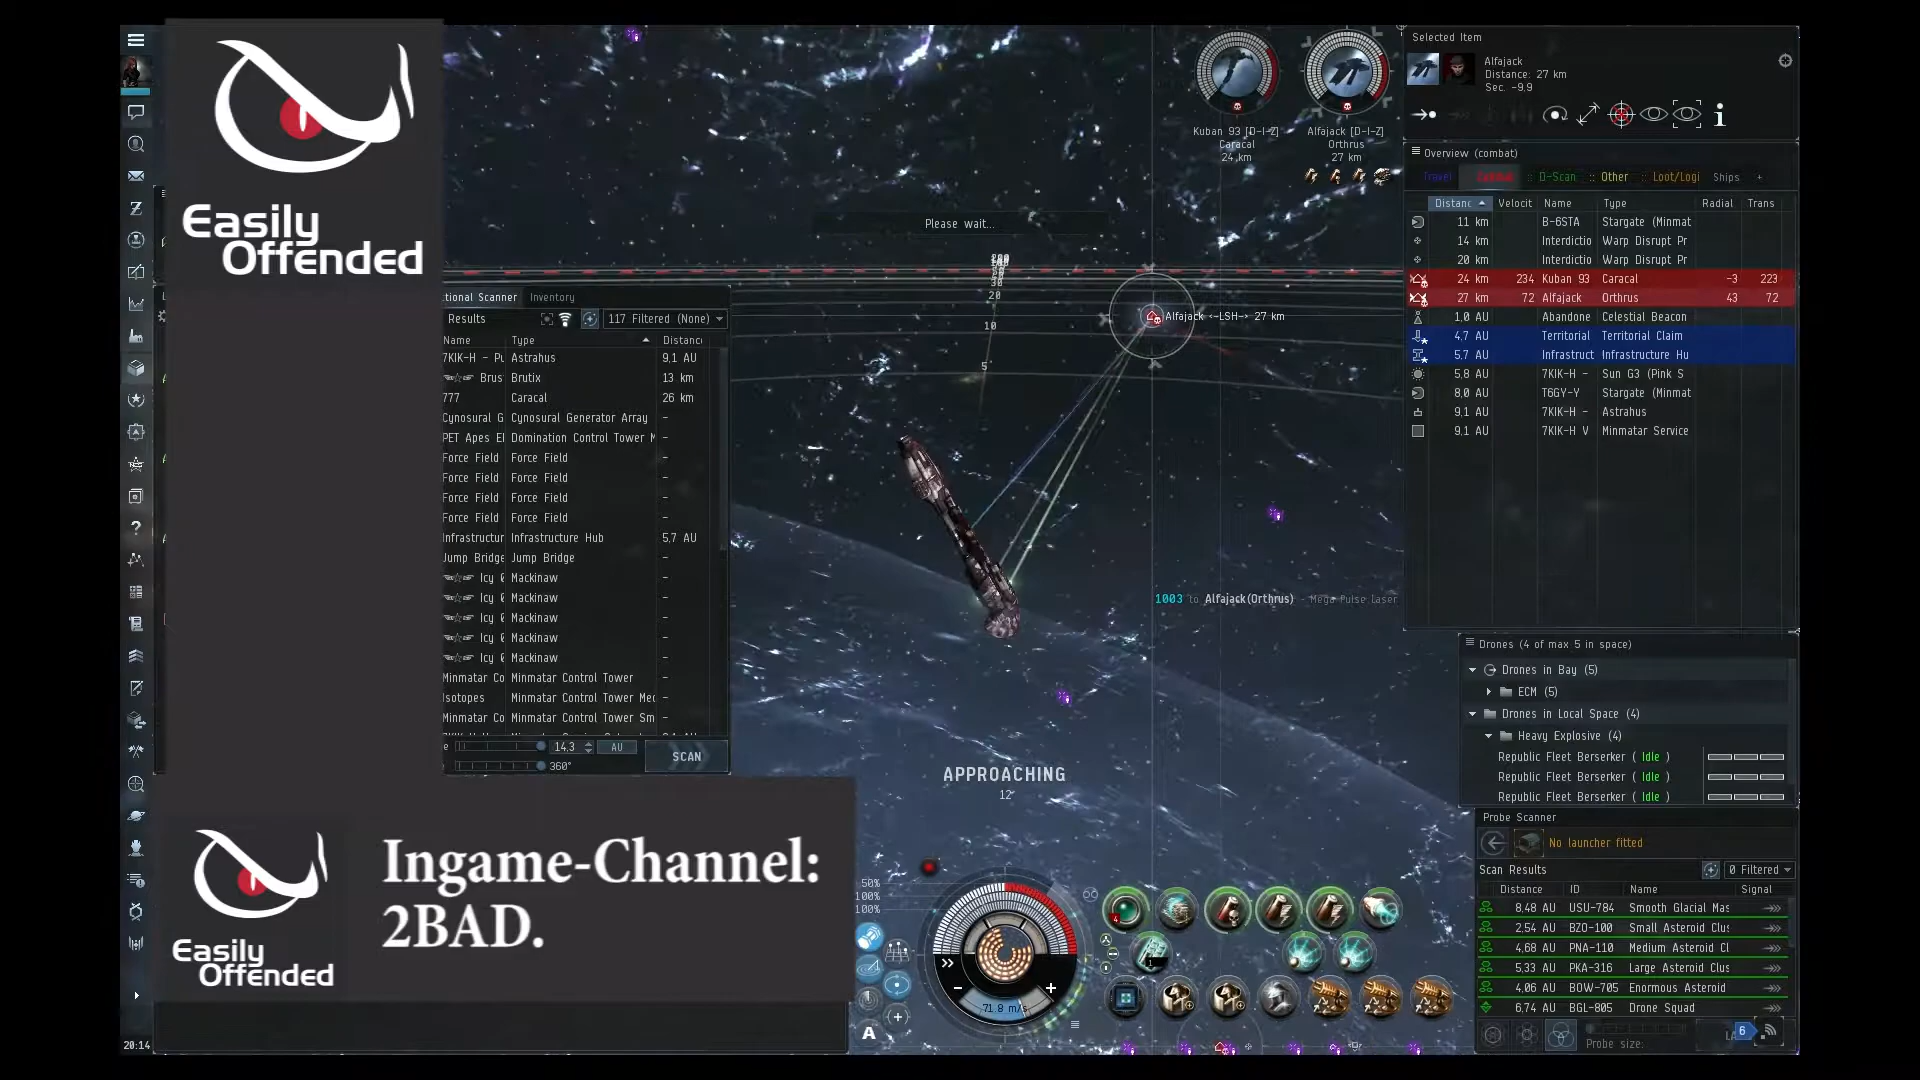 Easily
Offended
Kuban 93 [D-I-Z]
Caracal
24 km
Alfajack [D-I-Z]
Orthrus
27 km
Please wait...
20
10
5
Alfajack <-LSH-> 27 km
tional Scanner Inventory
Results 117 Filtered (None)
Name Type Distanc
7KIK-H - Astrahus 9,1 AU
Brus Brutix 13 km
777 Caracal 26 km
Cynosural G Cynosural Generator Array -
PET Apes Domination Control Tower -
Force Field Force Field -
Force Field Force Field -
Force Field Force Field -
Force Field Force Field -
Infrastructur Infrastructure Hub 5,7 AU
Jump Bridge Jump Bridge -
Icy Mackinaw -
Icy Mackinaw -
Icy Mackinaw -
Icy Mackinaw -
Icy Mackinaw -
Minmatar Co Minmatar Control Tower -
Isotopes Minmatar Control Tower Med -
Minmatar Co Minmatar Control Tower Sm -
14,3 AU
360°
SCAN
1003 to Alfajack(Orthrus) - Mega Pulse Laser
APPROACHING
12
Selected Item
Alfajack
Distance: 27 km
Sec. -9.9
Overview (combat)
Travel Combat D-Scan :: Other :: Loot/Logi Ships +
Distanc Velocit Name Type Radial Trans
11 km B-6STA Stargate (Minmat
14 km Interdictio Warp Disrupt Pr
20 km Interdictio Warp Disrupt Pr
24 km 234 Kuban 93 Caracal -3 223
27 km 72 Alfajack Orthrus 43 72
1,0 AU Abandone Celestial Beacon
4,7 AU Territorial Territorial Claim
5,7 AU Infrastruct Infrastructure Hu
5,8 AU 7KIK-H - Sun G3 (Pink S
8,0 AU T6GY-Y Stargate (Minmat
9,1 AU 7KIK-H - Astrahus
9,1 AU 7KIK-H V Minmatar Service
Drones (4 of max 5 in space)
Drones in Bay (5)
ECM (5)
Drones in Local Space (4)
Heavy Explosive (4)
Republic Fleet Berserker ( Idle )
Republic Fleet Berserker ( Idle )
Republic Fleet Berserker ( Idle )
Probe Scanner
No launcher fitted
Scan Results 0 Filtered
Distance ID Name Signal
8,48 AU USU-784 Smooth Glacial Mas
2,54 AU BZO-100 Small Asteroid Clus
4,68 AU PNA-110 Medium Asteroid Cl
5,33 AU PKA-316 Large Asteroid Clus
4,06 AU BOW-705 Enormous Asteroid
6,74 AU BGL-805 Drone Squad
Probe size:
6
Easily
Offended
Ingame-Channel:
2BAD.
50%
100%
100%
71.8 m/s
A
20:14